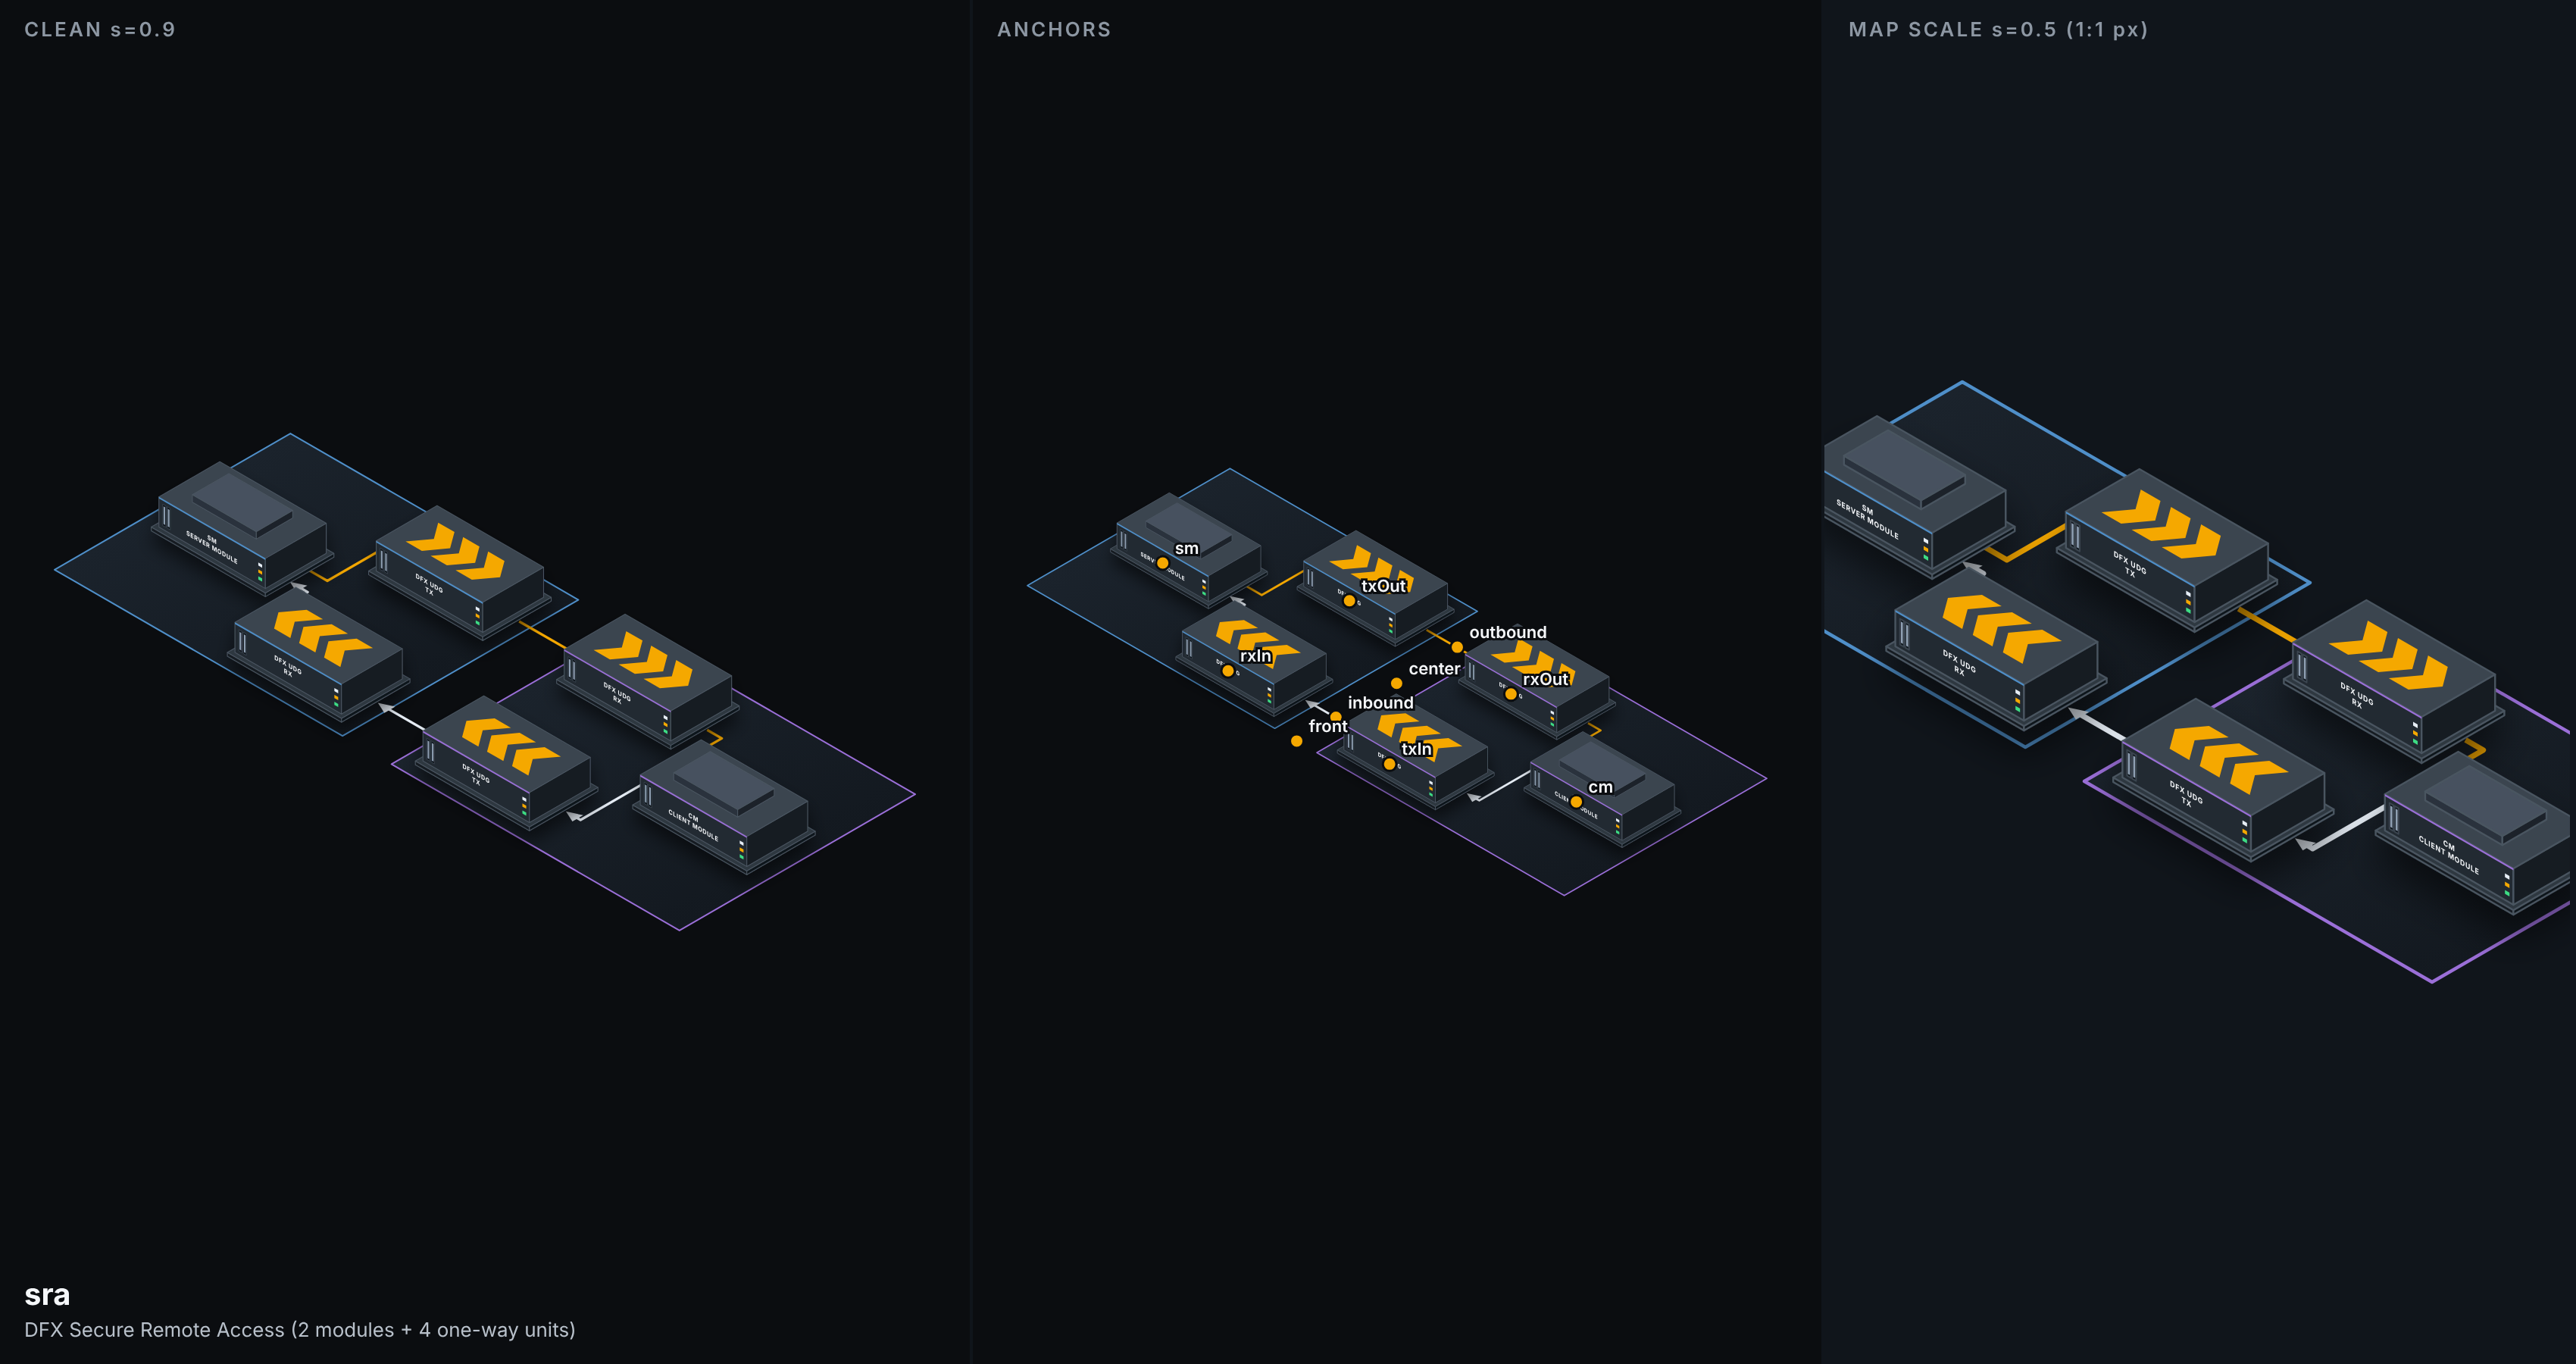 CLEAN s=0.9
SM
SERVER MODULE
DFX UDG
TX
DFX UDG
RX
DFX UDG
RX
DFX UDG
TX
CM
CLIENT MODULE
sra
DFX Secure Remote Access (2 modules + 4 one-way units)
ANCHORS
sm
txOut
outbound
rxIn
center
rxOut
inbound
front
txIn
cm
MAP SCALE s=0.5 (1:1 px)
SM
SERVER MODULE
DFX UDG
TX
DFX UDG
RX
DFX UDG
RX
DFX UDG
TX
CM
CLIENT MODULE